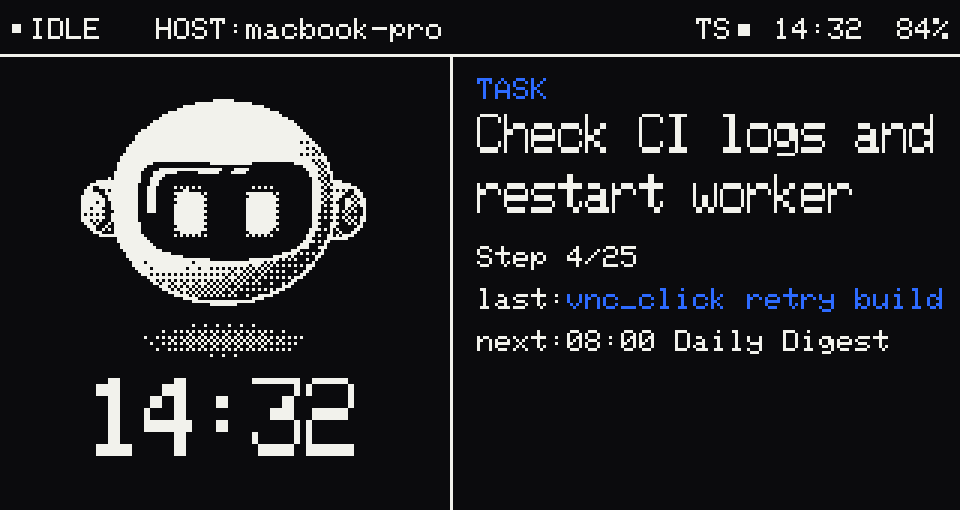 IDLE HOST:macbook-pro TS 14:32 84%
TASK
Check CI logs and
restart worker
Step 4/25
last:vnc_click retry build
next:08:00 Daily Digest
14:32